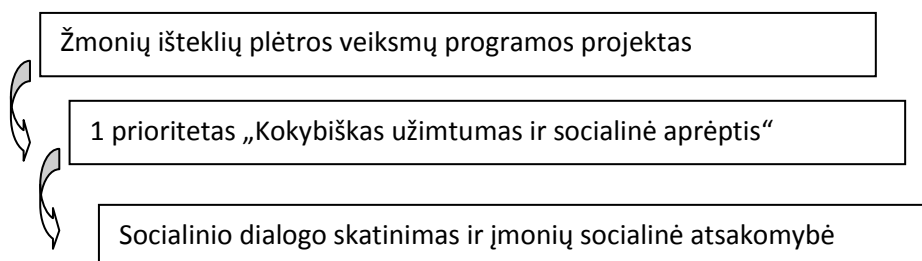 Žmonių išteklių plėtros veiksmų programos projektas
1 prioritetas „Kokybiškas užimtumas ir socialinė aprėptis“
Socialinio dialogo skatinimas ir įmonių socialinė atsakomybė